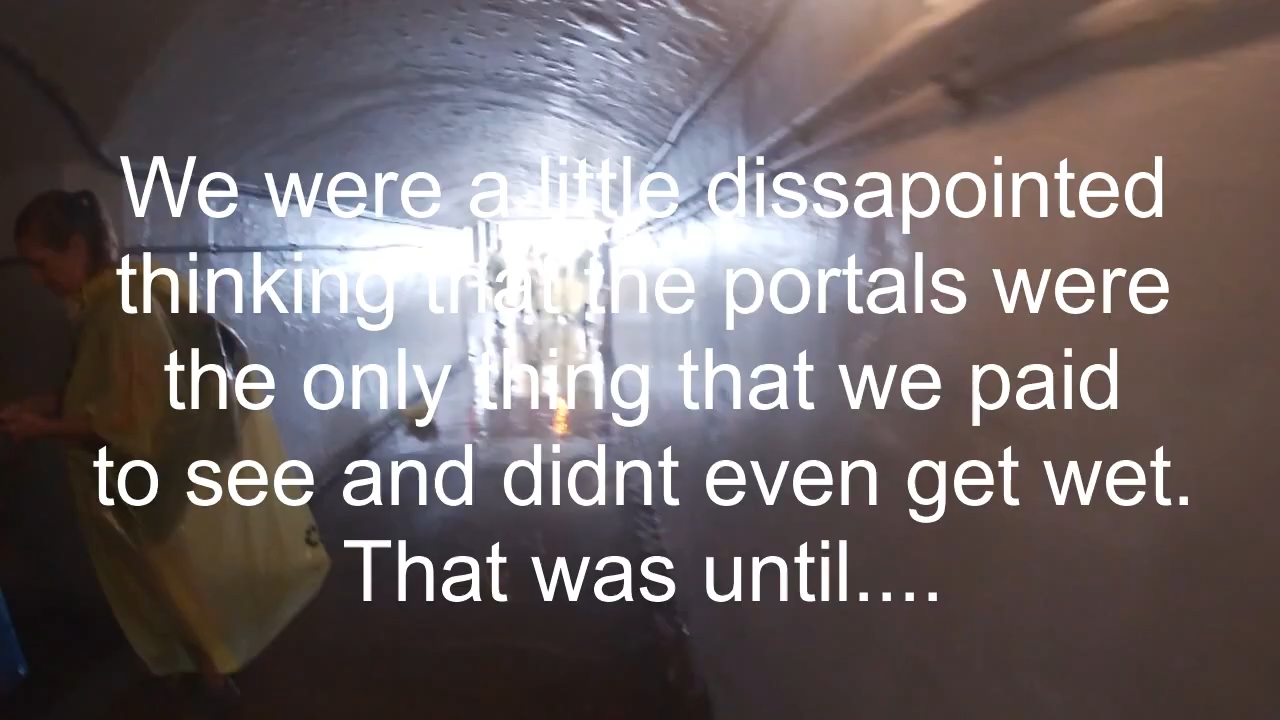 We were a little dissapointed
thinking that the portals were
the only thing that we paid
to see and didnt even get wet.
That was until....